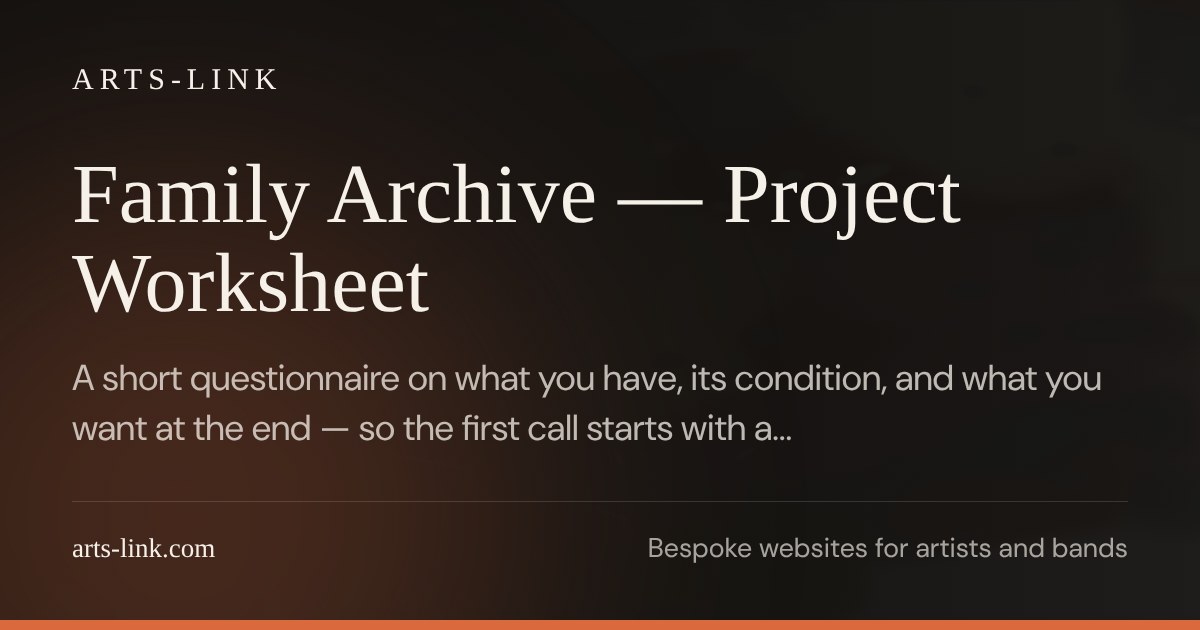 ARTS-LINK
Family Archive — Project
Worksheet
A short questionnaire on what you have, its condition, and what you
want at the end — so the first call starts with a...
arts-link.com
Bespoke websites for artists and bands